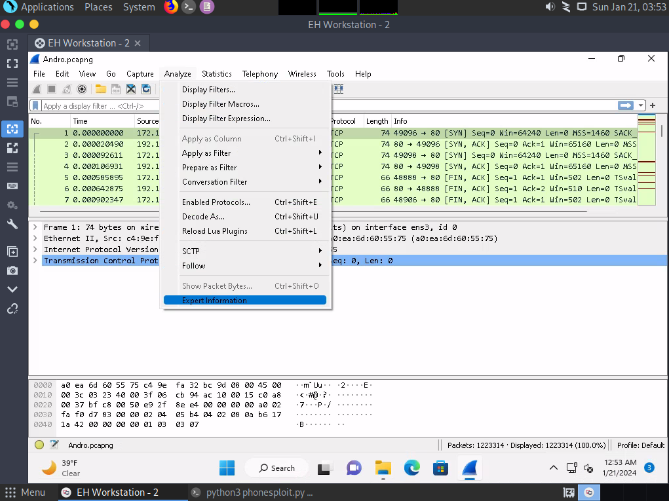 Applications Places System Sun Jan 21, 03:53
EH Workstation - 2
EH Workstation - 2 ×
Andro.pcapng
File Edit View Go Capture Analyze Statistics Telephony Wireless Tools Help
Apply a display filter ... <Ctrl-/>
No. Time Source Protocol Length Info
1 0.000000000 172.1 TCP 74 49096 → 80 [SYN] Seq=0 Win=64240 Len=0 MSS=1460 SACK_
2 0.000020490 192.1 TCP 74 80 → 49096 [SYN, ACK] Seq=0 Ack=1 Win=65160 Len=0 MSS
3 0.000092611 172.1 TCP 74 49098 → 80 [SYN] Seq=0 Win=64240 Len=0 MSS=1460 SACK_
4 0.000106931 192.1 TCP 74 80 → 49098 [SYN, ACK] Seq=0 Ack=1 Win=65160 Len=0 MSS
5 0.000585895 172.1 TCP 66 48888 → 80 [FIN, ACK] Seq=1 Ack=1 Win=502 Len=0 TSval
6 0.000642875 192.1 TCP 66 80 → 48888 [FIN, ACK] Seq=1 Ack=2 Win=510 Len=0 TSval
7 0.000902347 172.1 TCP 66 48906 → 80 [FIN, ACK] Seq=1 Ack=1 Win=502 Len=0 TSval
Display Filters...
Display Filter Macros...
Display Filter Expression...
Apply as Column Ctrl+Shift+I
Apply as Filter
Prepare as Filter
Conversation Filter
Enabled Protocols... Ctrl+Shift+E
Decode As... Ctrl+Shift+U
Reload Lua Plugins Ctrl+Shift+L
SCTP
Follow
Show Packet Bytes... Ctrl+Shift+O
Expert Information
Frame 1: 74 bytes on wire ts) on interface ens3, id 0
Ethernet II, Src: c4:9e:f :ea:6d:60:55:75 (a0:ea:6d:60:55:75)
Internet Protocol Version 5
Transmission Control Prot eq: 0, Len: 0
0000 a0 ea 6d 60 55 75 c4 9e fa 32 bc 9d 08 00 45 00
0010 00 3c 03 23 40 00 3f 06 cb 94 ac 10 00 15 c0 a8
0020 00 37 bf c8 00 50 e9 2f 8e e4 00 00 00 00 a0 02
0030 fa f0 d7 83 00 00 02 04 05 b4 04 02 08 0a b6 17
0040 1a 42 00 00 00 00 01 03 03 07
Andro.pcapng Packets: 1223314 · Displayed: 1223314 (100.0%) Profile: Default
39°F
Clear
Search
12:53 AM
1/21/2024
3
Menu EH Workstation - 2 python3 phonesploit.py ...